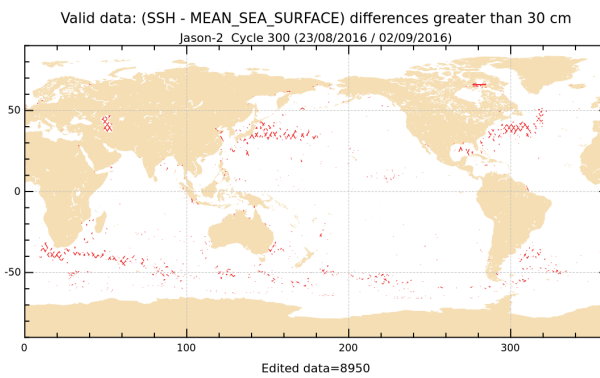 Valid data: (SSH - MEAN_SEA_SURFACE) differences greater than 30 cm
Jason-2 Cycle 300 (23/08/2016 / 02/09/2016)
50
0
-50
0 100 200 300
Edited data=8950